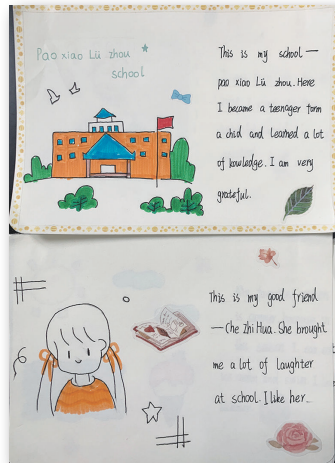 Pao xiao Lü zhou
school
This is my school —
pao xiao Lü zhou. Here
I became a teenager form
a chid and learned a lot
of kowledge. I am very
grateful.
This is my good friend
— Che Zhi Hua. She brought
me a lot of laughter
at school. I like her.